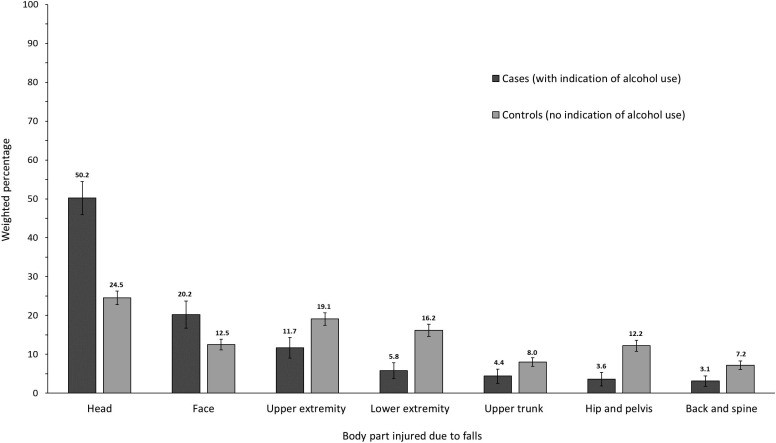 100
90
80
70
60
50
40
30
20
10
0
Weighted percentage
Cases (with indication of alcohol use)
Controls (no indication of alcohol use)
50.2
24.5
20.2
12.5
11.7
19.1
5.8
16.2
4.4
8.0
3.6
12.2
3.1
7.2
Head
Face
Upper extremity
Lower extremity
Upper trunk
Hip and pelvis
Back and spine
Body part injured due to falls